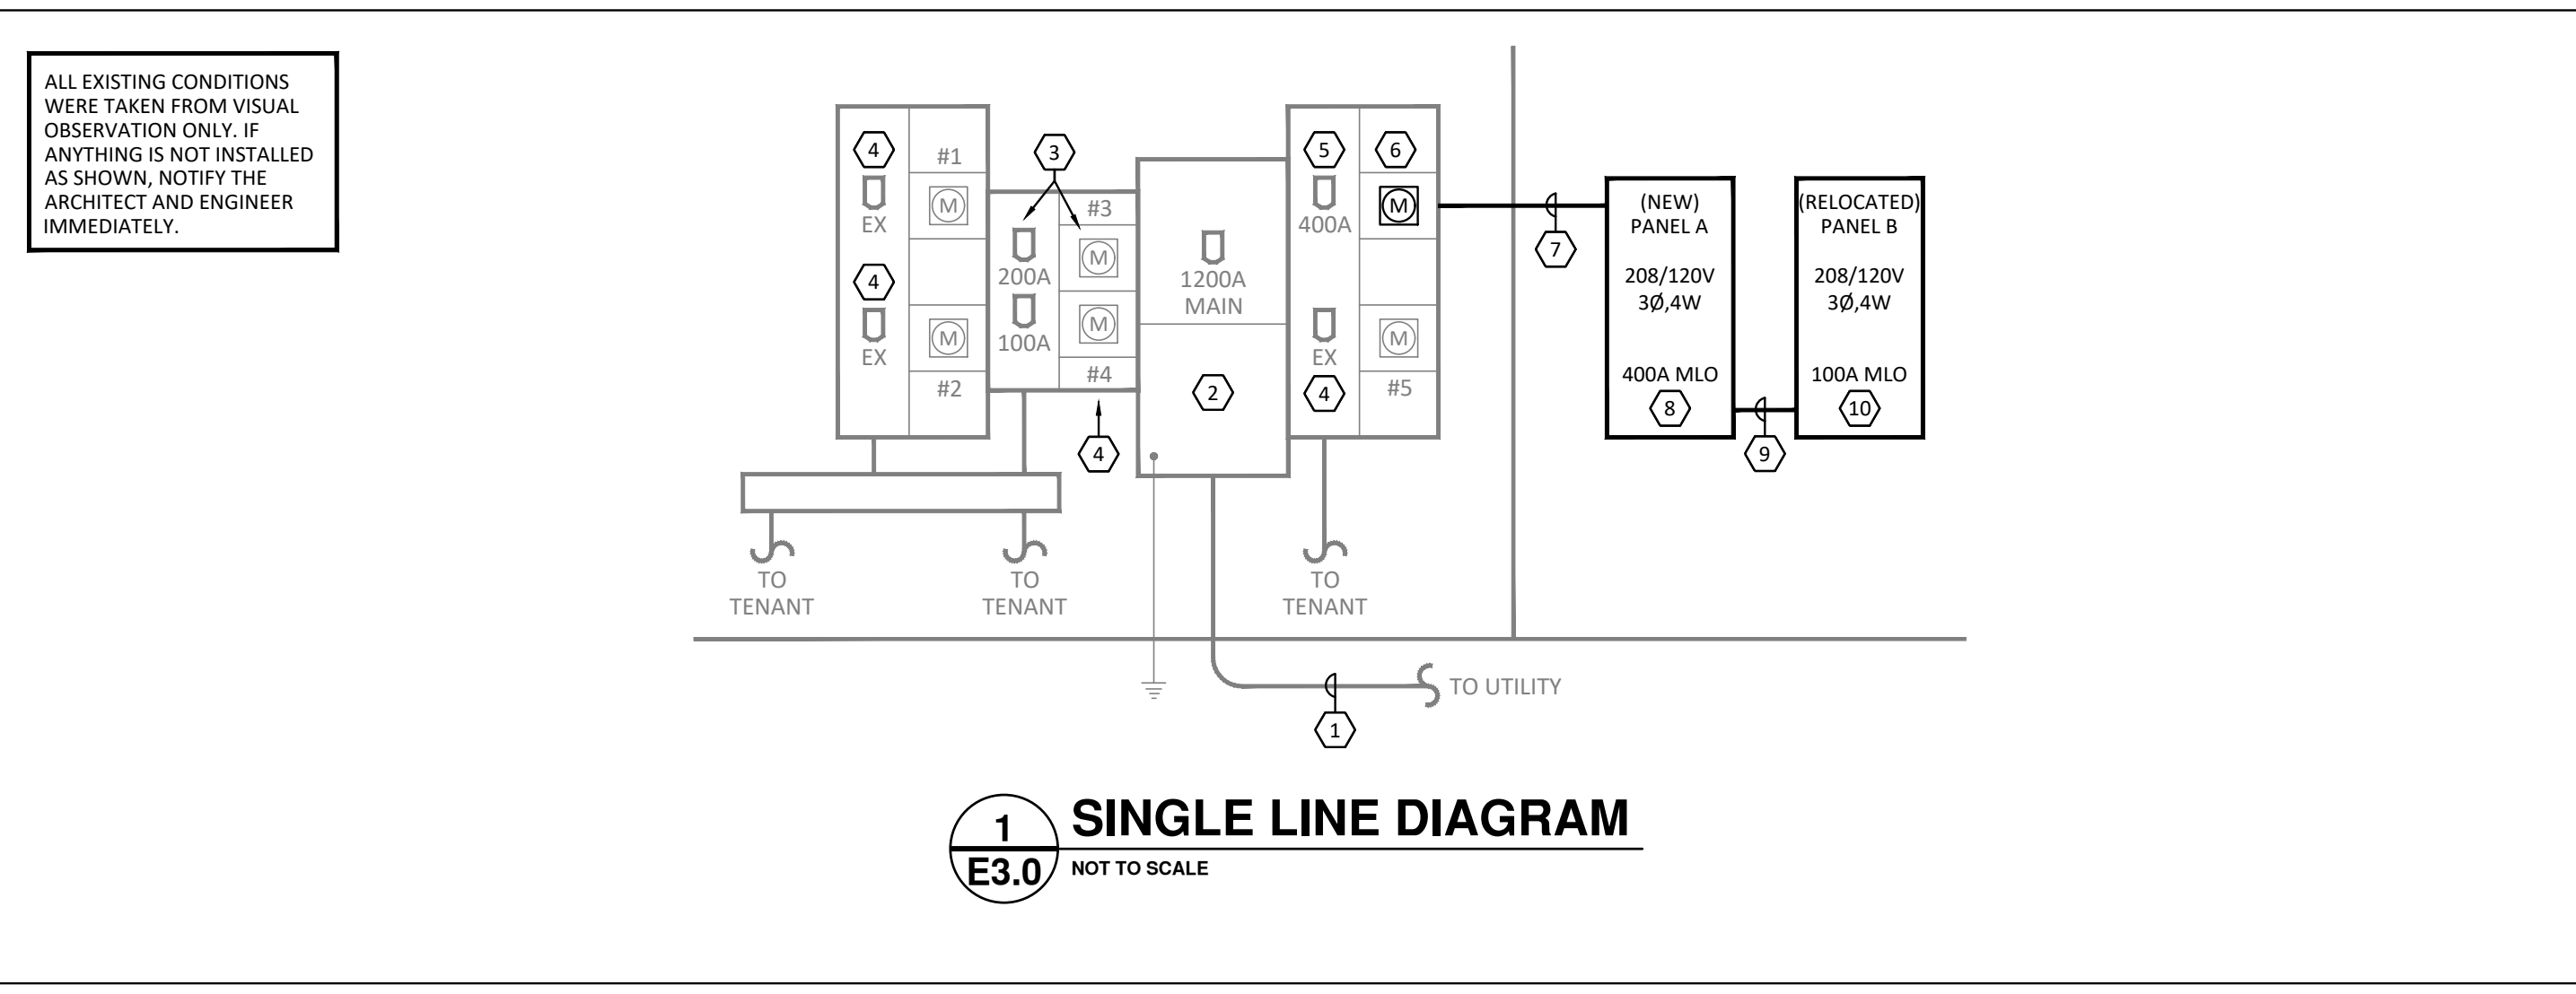 ALL EXISTING CONDITIONS
WERE TAKEN FROM VISUAL
OBSERVATION ONLY. IF
ANYTHING IS NOT INSTALLED
AS SHOWN, NOTIFY THE
ARCHITECT AND ENGINEER
IMMEDIATELY.
4
EX
4
EX
#1
M
M
#2
3
200A
100A
#3
M
M
#4
4
1200A
MAIN
2
5
400A
EX
4
6
M
M
#5
7
(NEW)
PANEL A
208/120V
3Ø,4W
400A MLO
8
9
(RELOCATED)
PANEL B
208/120V
3Ø,4W
100A MLO
10
TO
TENANT
TO
TENANT
TO
TENANT
TO UTILITY
1
1
E3.0
SINGLE LINE DIAGRAM
NOT TO SCALE